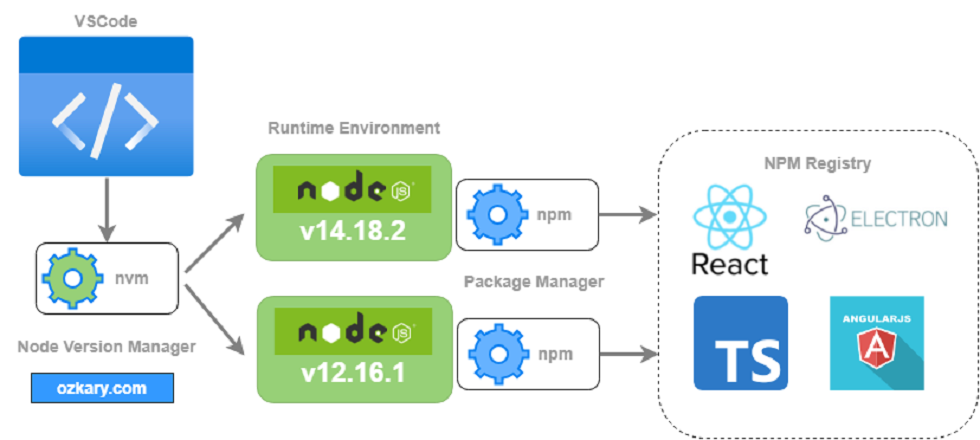 VSCode
Runtime Environment
NPM Registry
node JS
v14.18.2
npm
React
ELECTRON
nvm
Package Manager
node JS
v12.16.1
npm
TS
ANGULARJS
A
Node Version Manager
ozkary.com